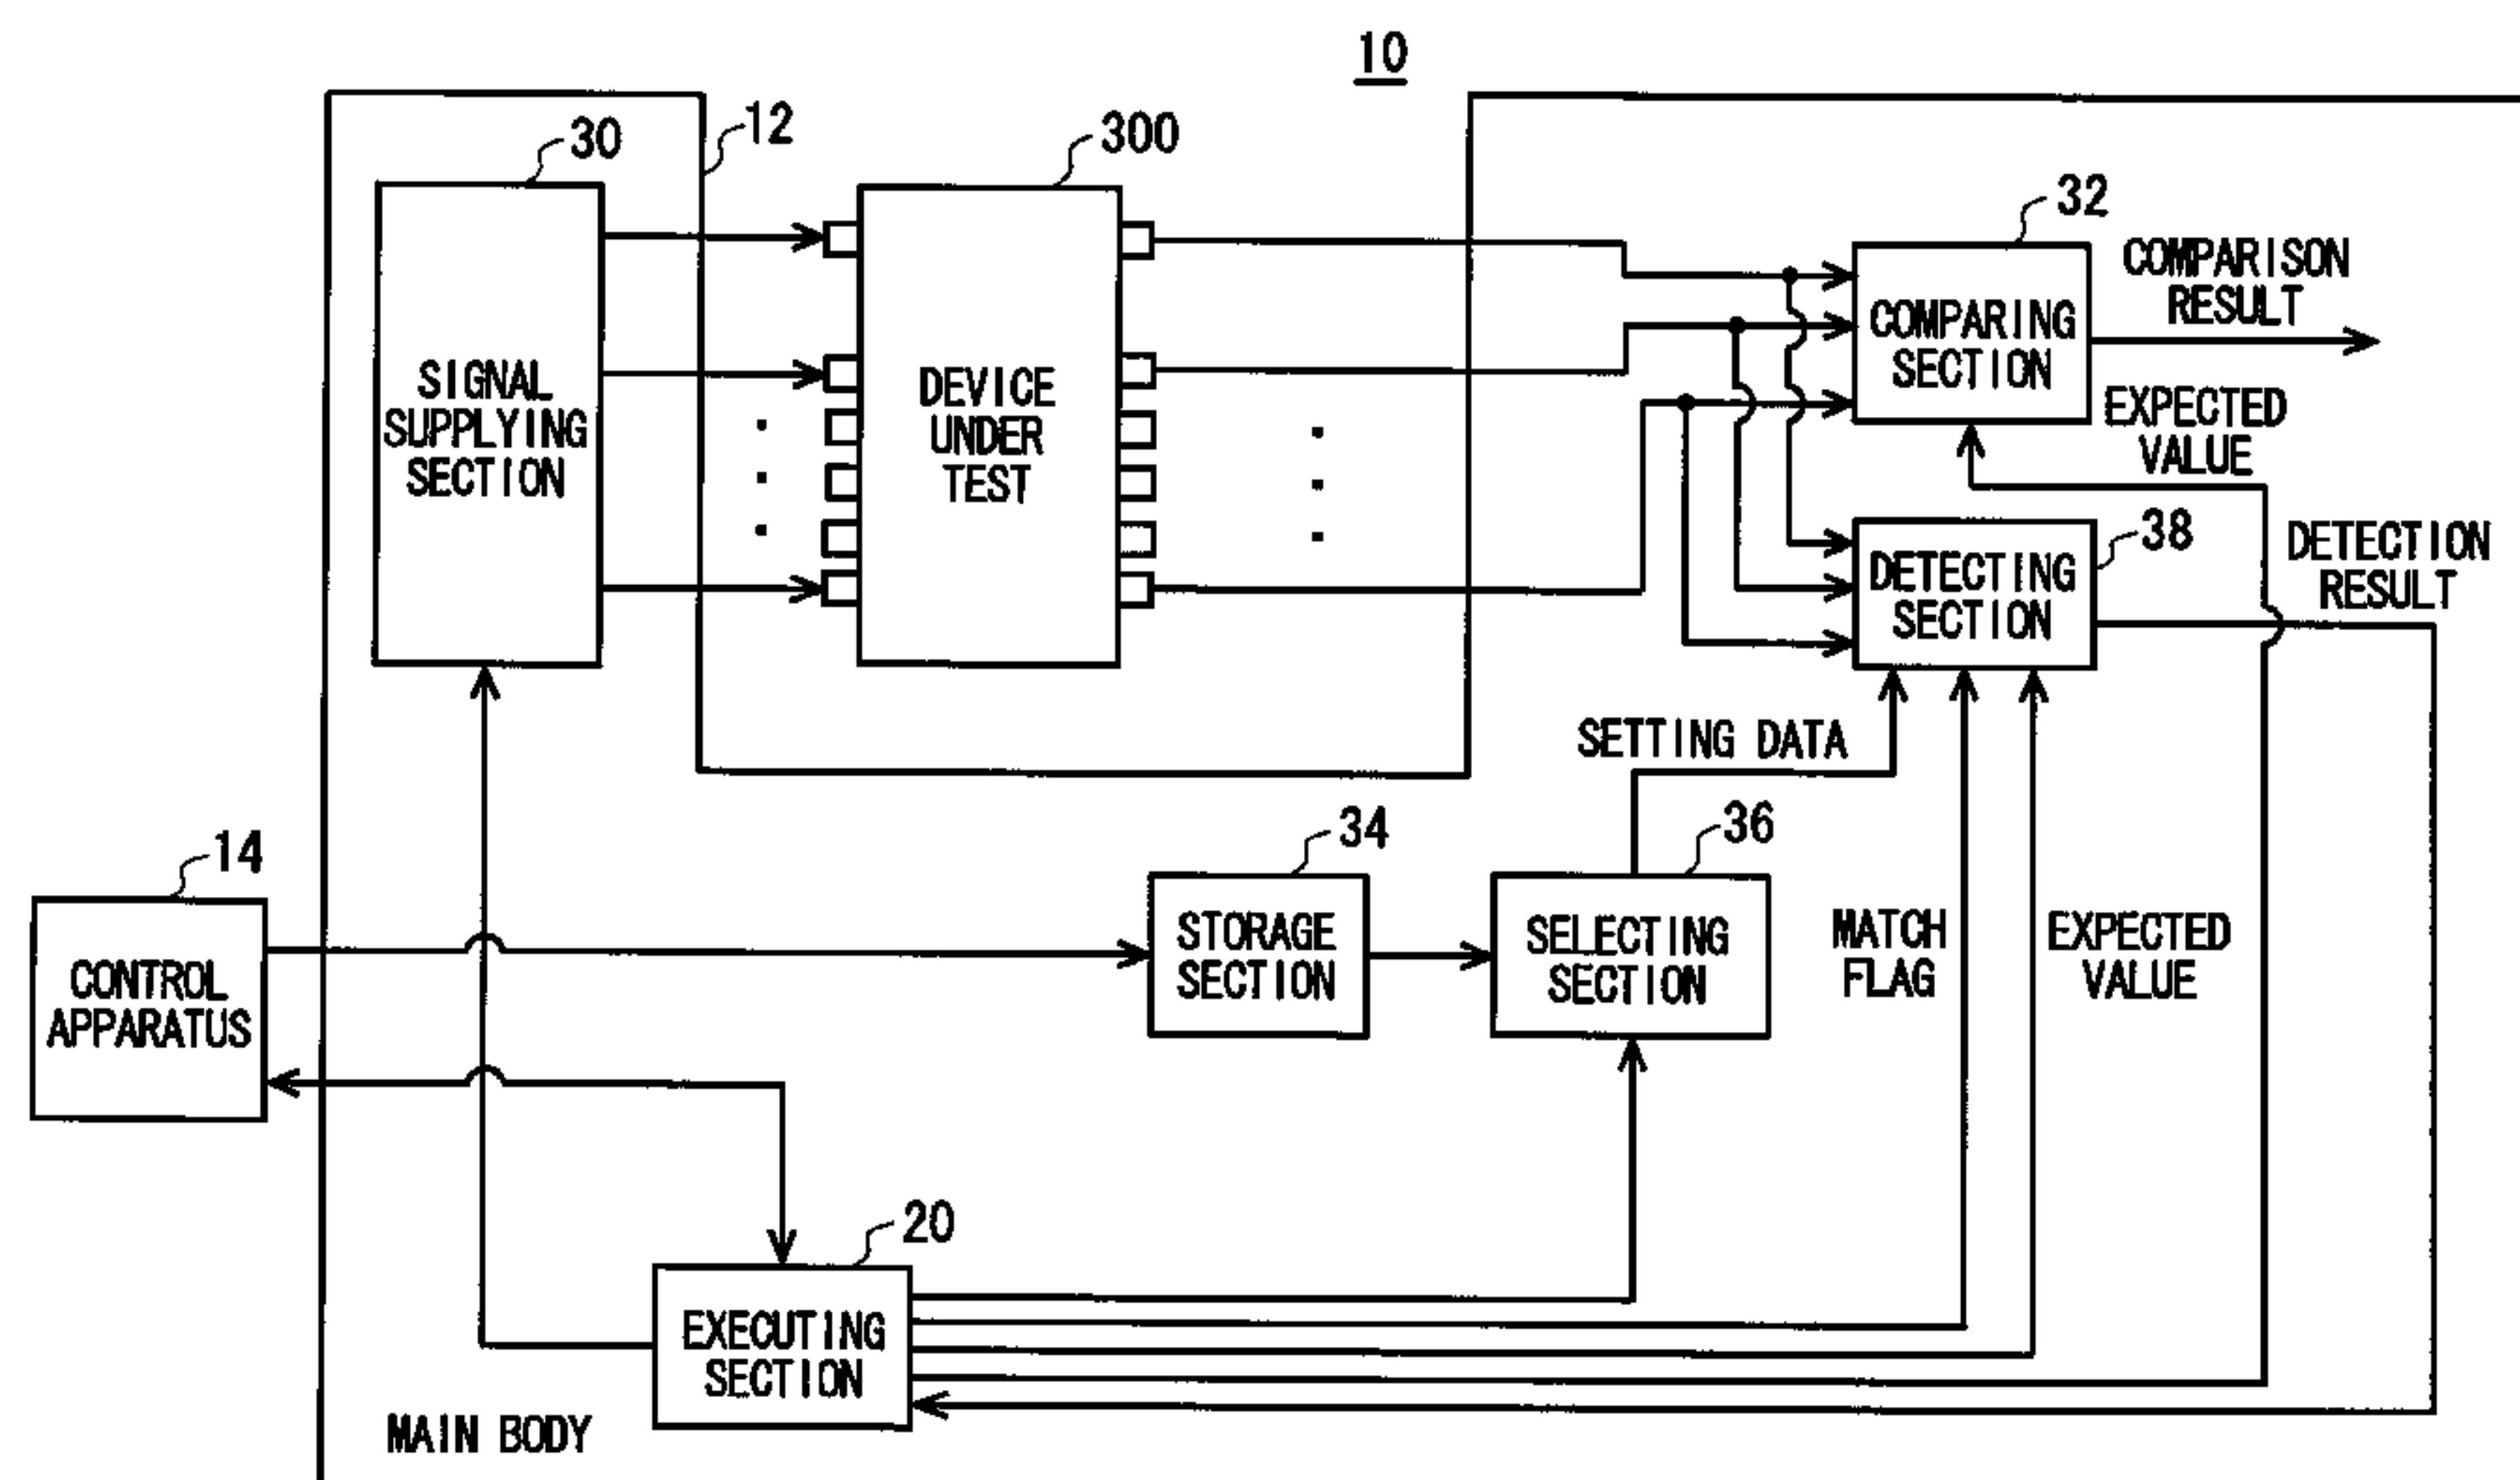 10
12
30
300
32
COMPARISON
RESULT
COMPARING
SECTION
SIGNAL
SUPPLYING
SECTION
DEVICE
UNDER
TEST
EXPECTED
VALUE
38
DETECTION
RESULT
DETECTING
SECTION
SETTING DATA
14
34
36
CONTROL
APPARATUS
STORAGE
SECTION
SELECTING
SECTION
MATCH
FLAG
EXPECTED
VALUE
20
EXECUTING
SECTION
MAIN BODY